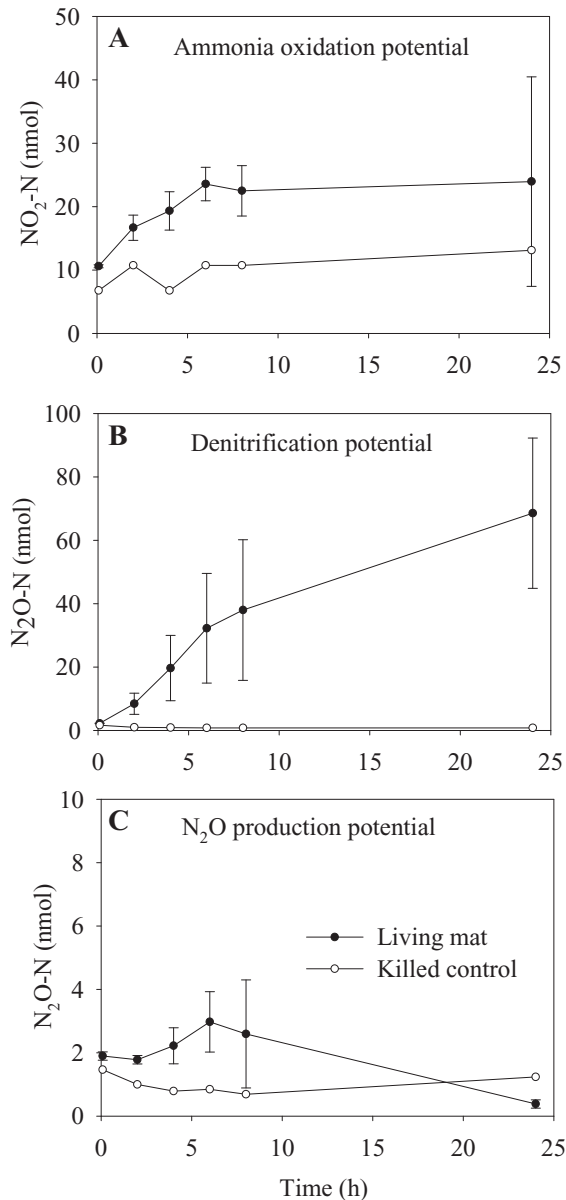 A Ammonia oxidation potential
NO₂-N (nmol)
50
40
30
20
10
0
0 5 10 15 20 25
B Denitrification potential
N₂O-N (nmol)
100
80
60
40
20
0
0 5 10 15 20 25
C N₂O production potential
N₂O-N (nmol)
10
8
6
4
2
0
Living mat
Killed control
0 5 10 15 20 25
Time (h)